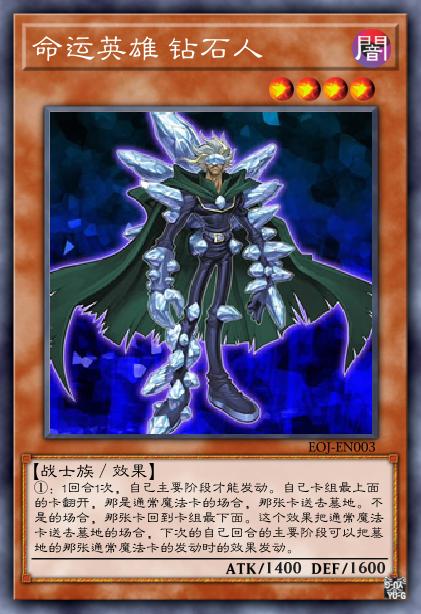 命运英雄 钻石人
闇
EOJ-EN003
【战士族／效果】
①：1回合1次，自己主要阶段才能发动。自己卡组最上面
的卡翻开，那是通常魔法卡的场合，那张卡送去墓地。不
是的场合，那张卡回到卡组最下面。这个效果把通常魔法
卡送去墓地的场合，下次的自己回合的主要阶段可以把墓
地的那张通常魔法卡的发动时的效果发动。
ATK/1400 DEF/1600